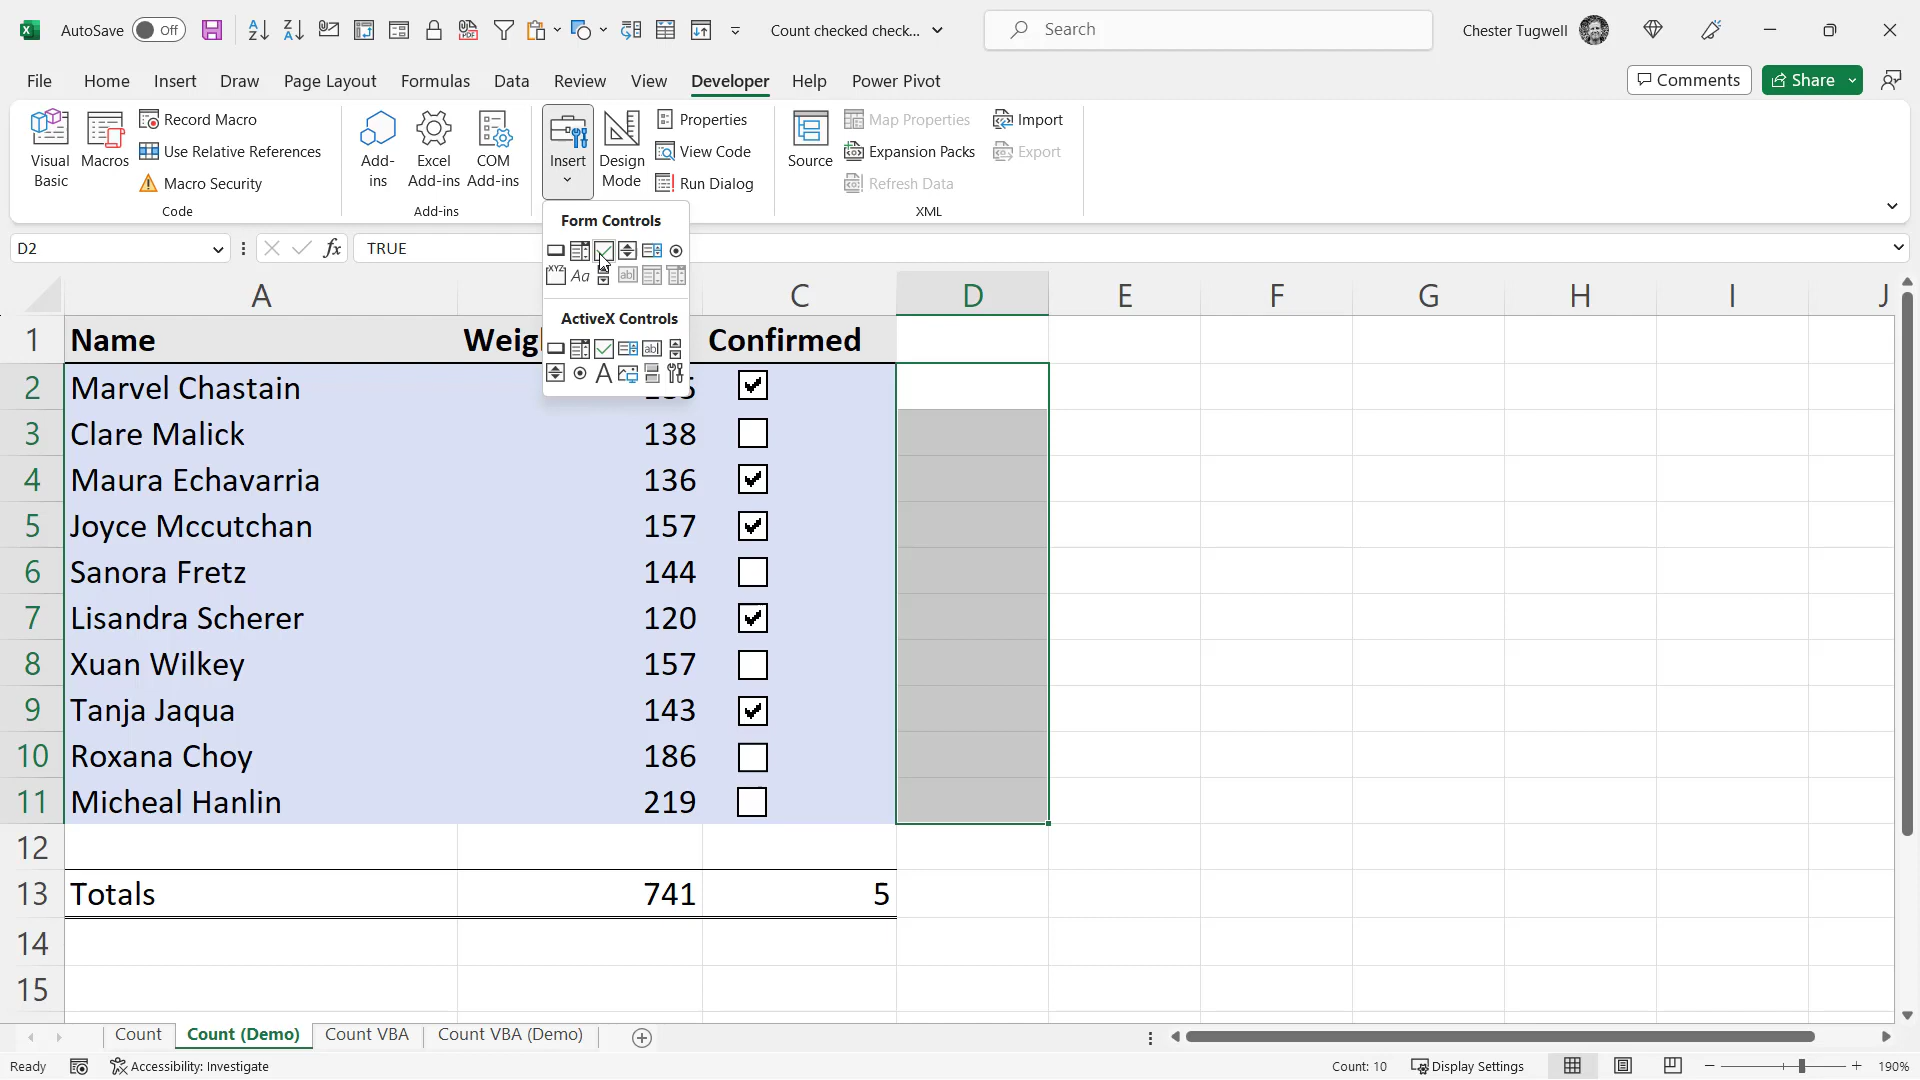 AutoSave Off Count checked check... Search Chester Tugwell
File Home Insert Draw Page Layout Formulas Data Review View Developer Help Power Pivot Comments Share
Visual Basic
Macros
Record Macro
Use Relative References
Macro Security
Code
Add-ins
Excel Add-ins
COM Add-ins
Add-ins
Insert
Design Mode
Properties
View Code
Run Dialog
Source
Map Properties
Expansion Packs
Refresh Data
Import
Export
XML
Form Controls
XYZ Aa ab|
ActiveX Controls
ab|
A
D2 fx TRUE
A C D E F G H I J
1 Name Confirmed
2 Marvel Chastain
3 Clare Malick 138
4 Maura Echavarria 136
5 Joyce Mccutchan 157
6 Sanora Fretz 144
7 Lisandra Scherer 120
8 Xuan Wilkey 157
9 Tanja Jaqua 143
10 Roxana Choy 186
11 Micheal Hanlin 219
12
13 Totals 741 5
14
15
Count Count (Demo) Count VBA Count VBA (Demo)
Ready Accessibility: Investigate Count: 10 Display Settings 190%